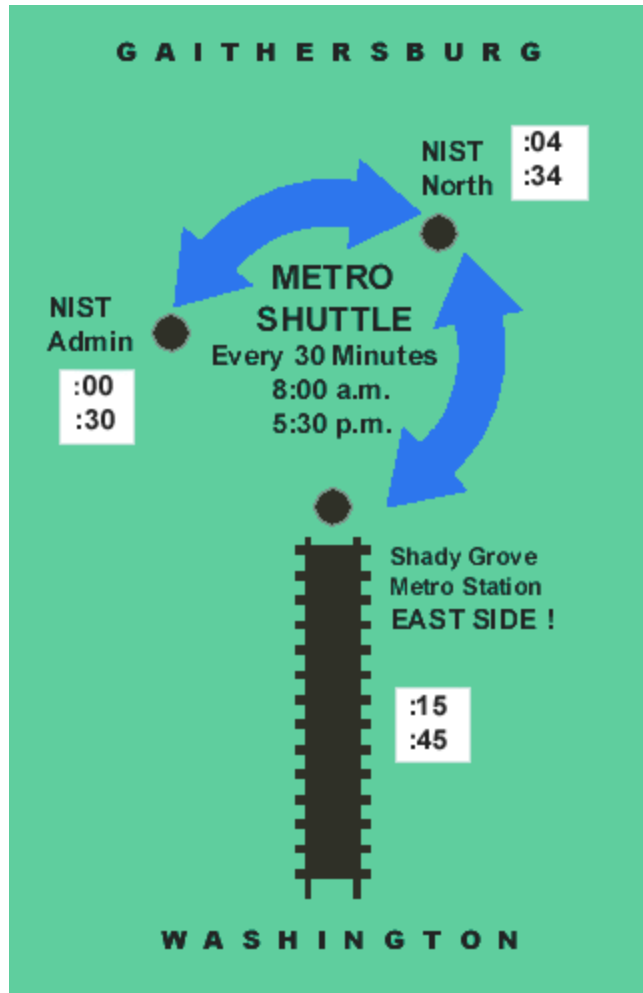 GAITHERSBURG
NIST
North
:04
:34
METRO
SHUTTLE
Every 30 Minutes
8:00 a.m.
5:30 p.m.
NIST
Admin
:00
:30
Shady Grove
Metro Station
EAST SIDE !
:15
:45
WASHINGTON